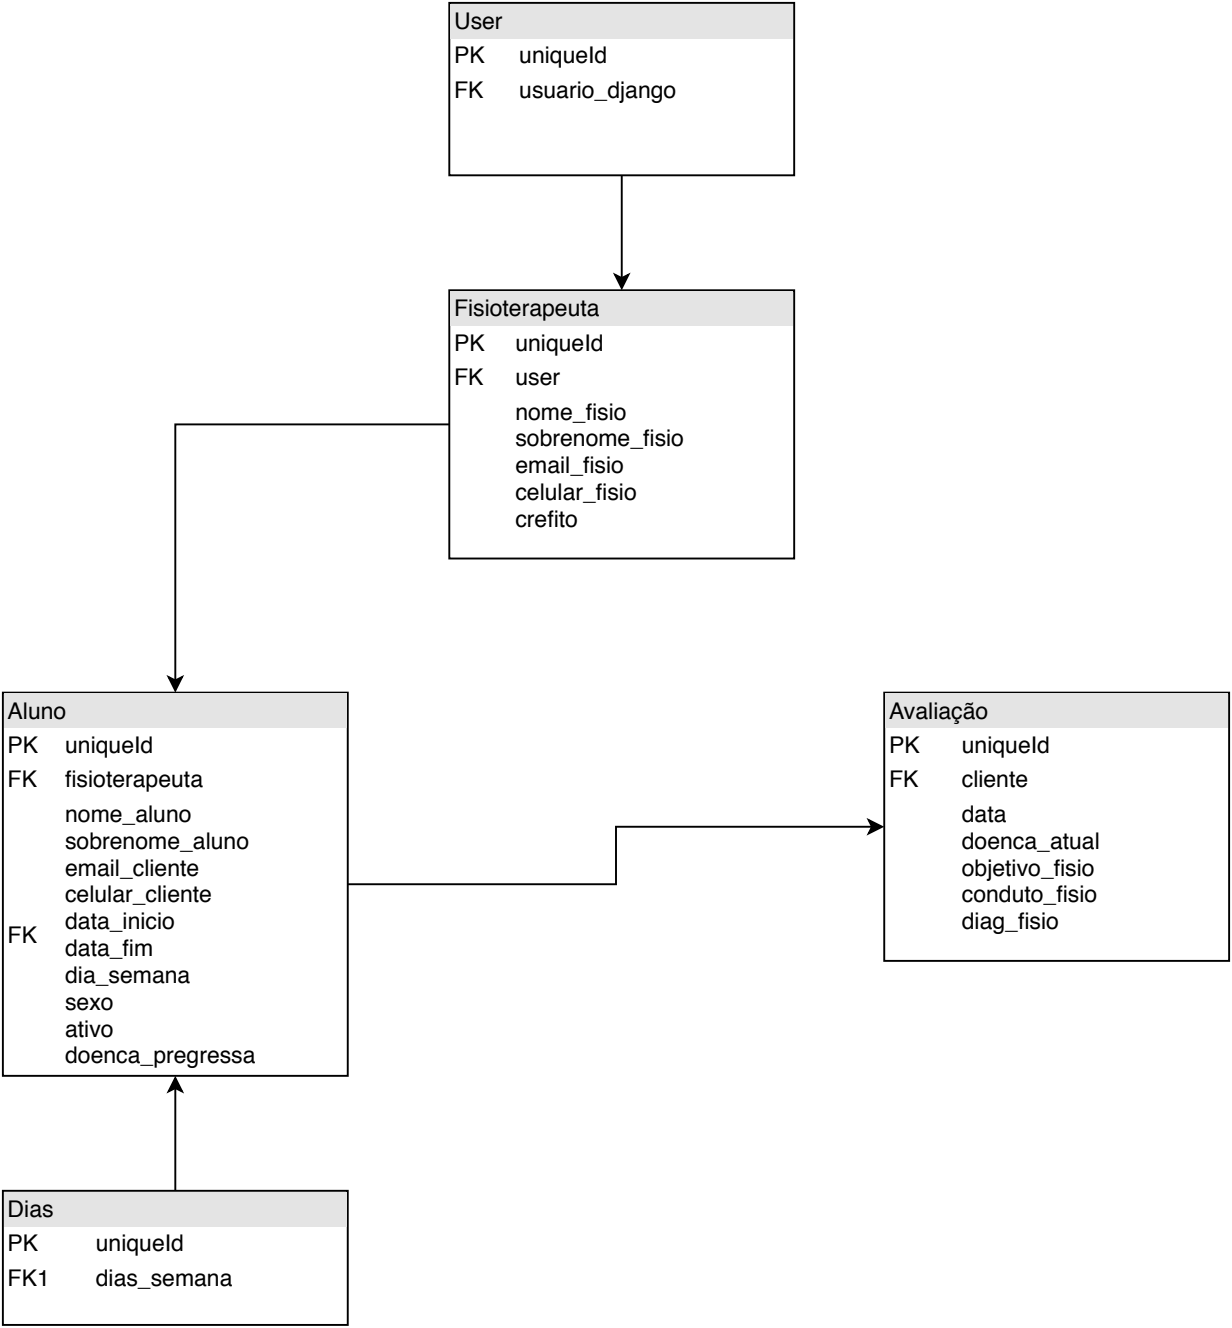 User
PK uniqueId
FK usuario_django
Fisioterapeuta
PK uniqueId
FK user
nome_fisio
sobrenome_fisio
email_fisio
celular_fisio
crefito
Aluno
PK uniqueId
FK fisioterapeuta
nome_aluno
sobrenome_aluno
email_cliente
celular_cliente
data_inicio
FK
data_fim
dia_semana
sexo
ativo
doenca_pregressa
Avaliação
PK uniqueId
FK cliente
data
doenca_atual
objetivo_fisio
conduto_fisio
diag_fisio
Dias
PK uniqueId
FK1 dias_semana